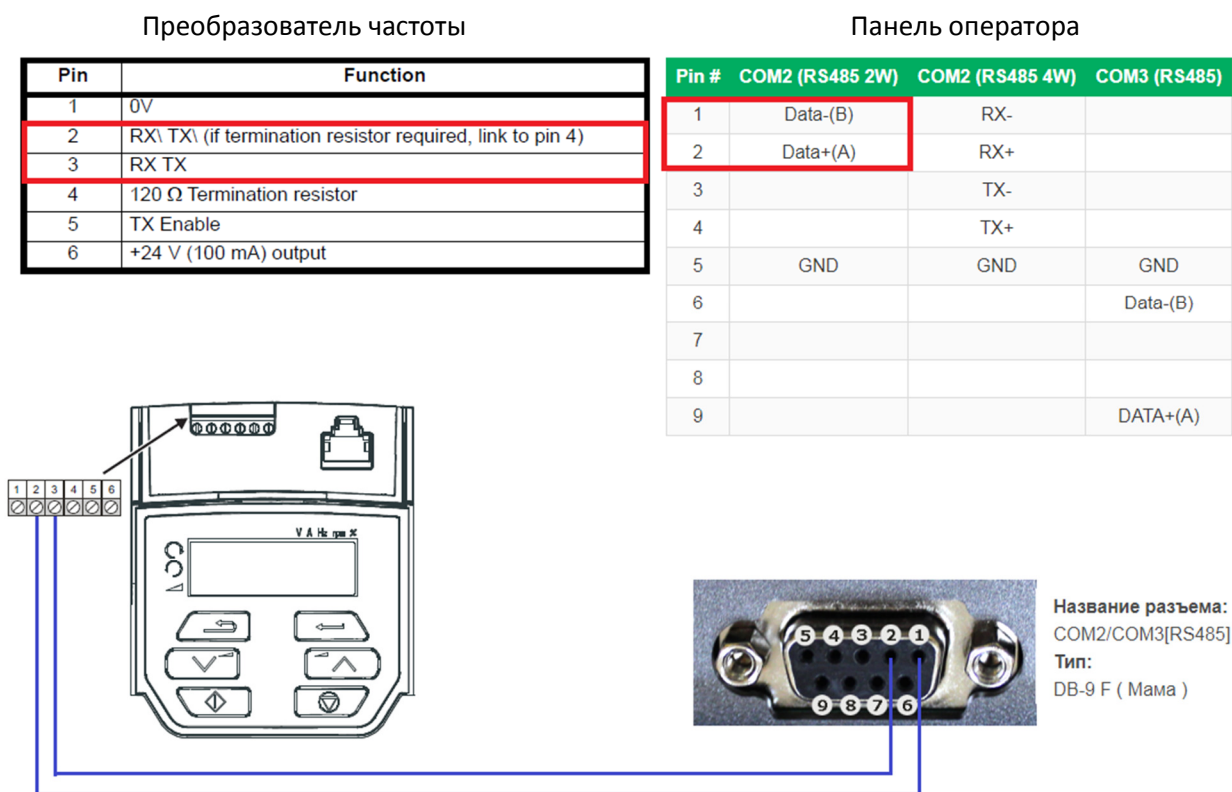 Преобразователь частоты
Pin Function
1 0V
2 RX\ TX\ (if termination resistor required, link to pin 4)
3 RX TX
4 120 Ω Termination resistor
5 TX Enable
6 +24 V (100 mA) output
Панель оператора
Pin # COM2 (RS485 2W) COM2 (RS485 4W) COM3 (RS485)
1 Data-(B) RX-
2 Data+(A) RX+
3 TX-
4 TX+
5 GND GND GND
6 Data-(B)
7
8
9 DATA+(A)
1 2 3 4 5 6
V A Hz rpm %
5 4 3 2 1
9 8 7 6
Название разъема:
COM2/COM3[RS485]
Тип:
DB-9 F ( Мама )